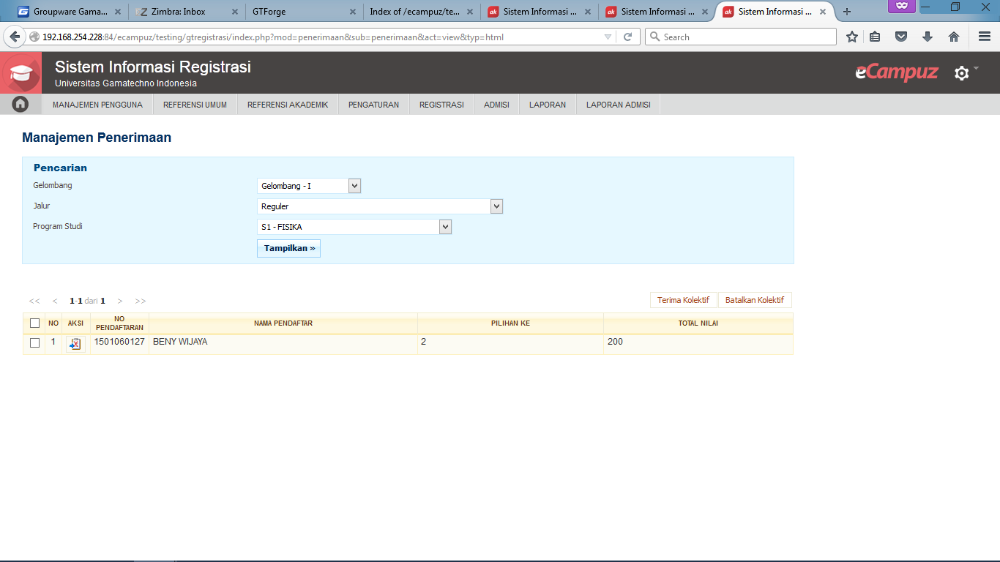 Groupware Gama...
Zimbra: Inbox
GTForge
Index of /ecampuz/te...
Sistem Informasi ...
Sistem Informasi ...
Sistem Informasi ...
192.168.254.228:84/ecampuz/testing/gtregistrasi/index.php?mod=penerimaan&sub=penerimaan&act=view&typ=html
Search
Sistem Informasi Registrasi
Universitas Gamatechno Indonesia
eCampuz
MANAJEMEN PENGGUNA REFERENSI UMUM REFERENSI AKADEMIK PENGATURAN REGISTRASI ADMISI LAPORAN LAPORAN ADMISI
Manajemen Penerimaan
Pencarian
Gelombang Gelombang - I
Jalur Reguler
Program Studi S1 - FISIKA
Tampilkan »
<< < 1-1 dari 1 > >> Terima Kolektif Batalkan Kolektif
NO AKSI NO PENDAFTARAN NAMA PENDAFTAR PILIHAN KE TOTAL NILAI
1 1501060127 BENY WIJAYA 2 200